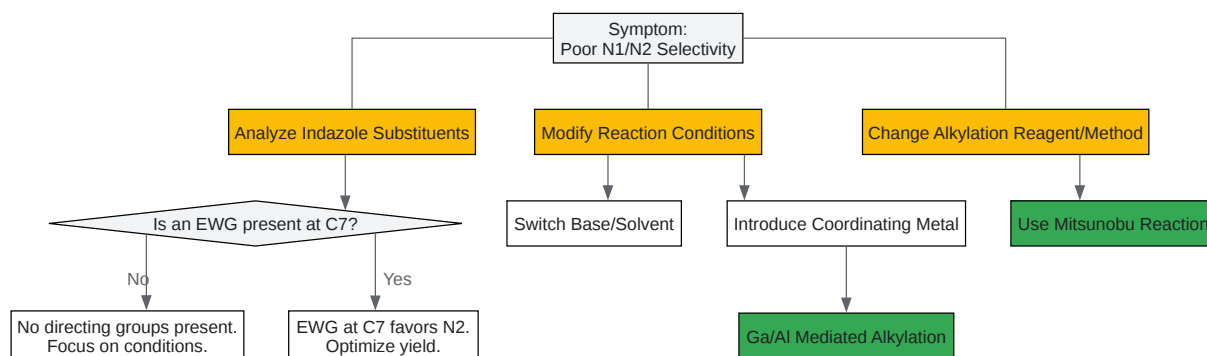 Symptom:
Poor N1/N2 Selectivity
Analyze Indazole Substituents
Modify Reaction Conditions
Change Alkylation Reagent/Method
Is an EWG present at C7?
Switch Base/Solvent
Introduce Coordinating Metal
Use Mitsunobu Reaction
No
Yes
No directing groups present.
Focus on conditions.
EWG at C7 favors N2.
Optimize yield.
Ga/Al Mediated Alkylation